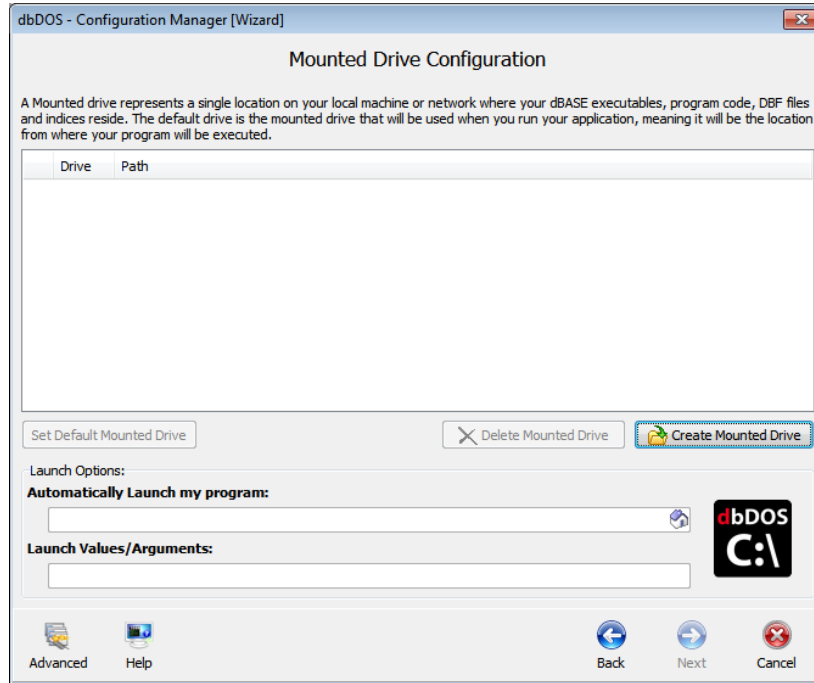 dbDOS - Configuration Manager [Wizard]
Mounted Drive Configuration
A Mounted drive represents a single location on your local machine or network where your dBASE executables, program code, DBF files
and indices reside. The default drive is the mounted drive that will be used when you run your application, meaning it will be the location
from where your program will be executed.
Drive Path
Set Default Mounted Drive Delete Mounted Drive Create Mounted Drive
Launch Options:
Automatically Launch my program:
dbDOS
C:\
Launch Values/Arguments:
Advanced Help Back Next Cancel